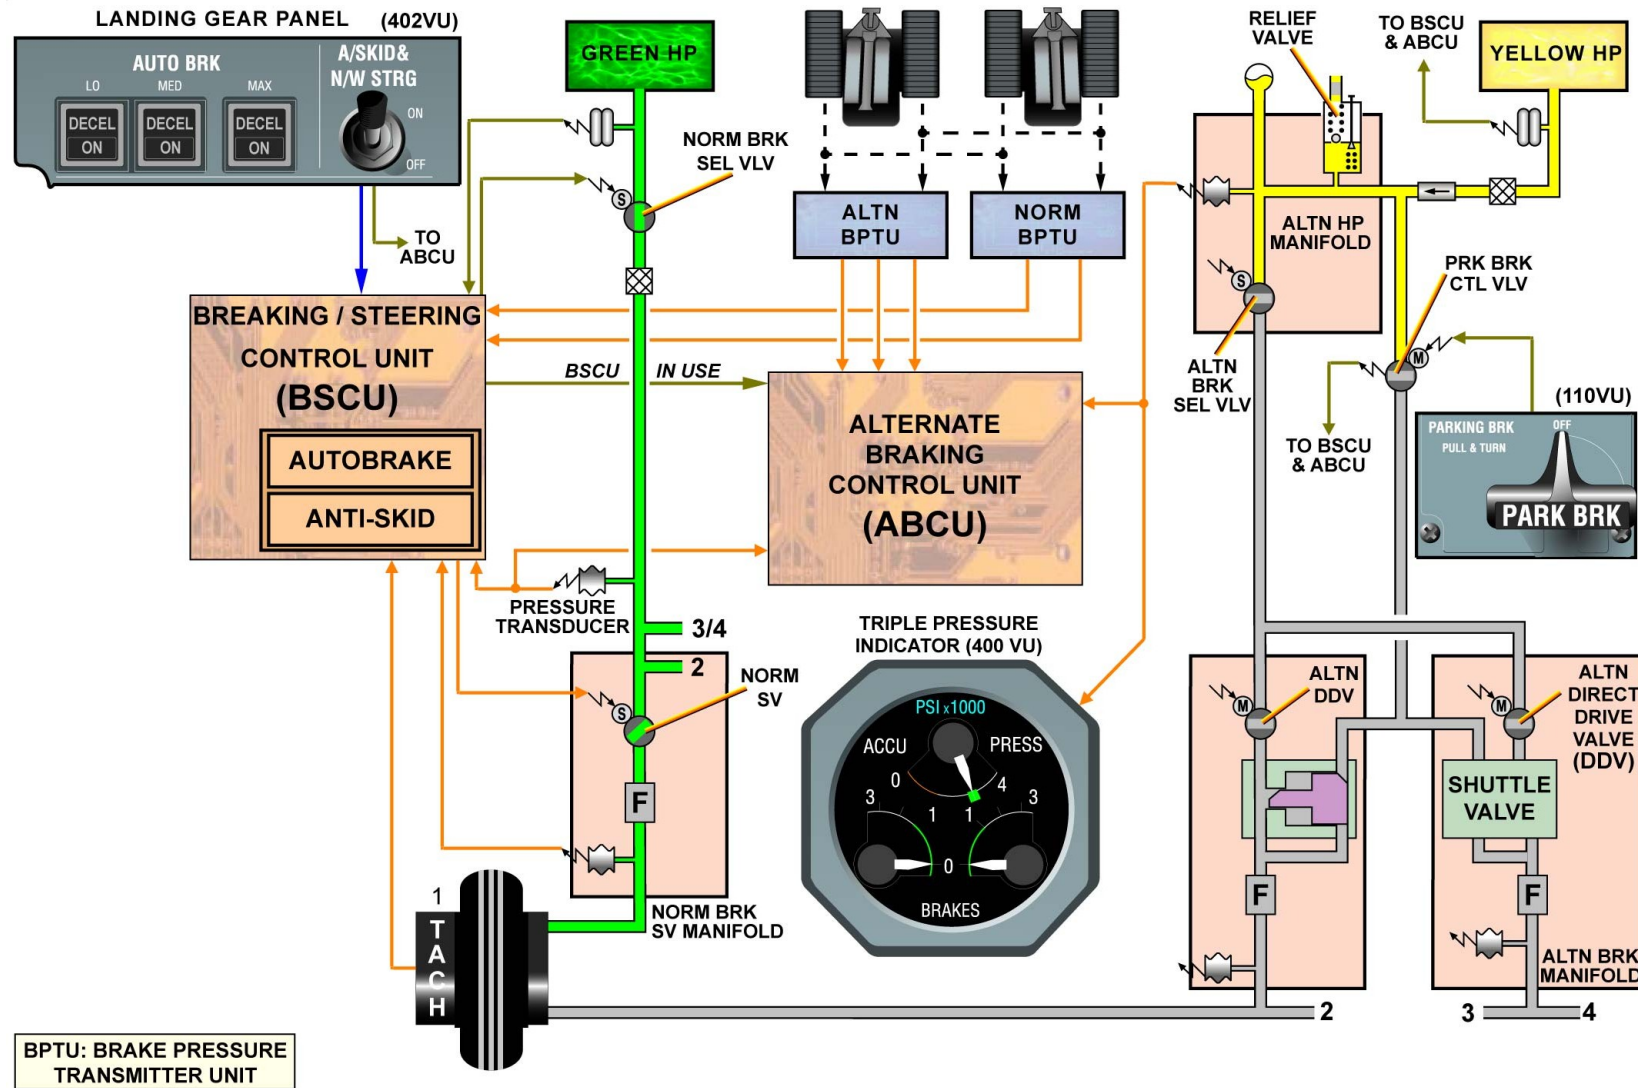 LANDING GEAR PANEL (402VU)
AUTO BRK
A/SKID&
N/W STRG
LO MED MAX
DECEL
ON
DECEL
ON
DECEL
ON
ON
OFF
TO
ABCU
GREEN HP
NORM BRK
SEL VLV
ALTN
BPTU
NORM
BPTU
RELIEF
VALVE
TO BSCU
& ABCU
YELLOW HP
ALTN HP
MANIFOLD
S
S
PRK BRK
CTL VLV
M
ALTN
BRK
SEL VLV
TO BSCU
& ABCU
(110VU)
PARKING BRK
PULL & TURN
OFF
PARK BRK
BREAKING / STEERING
CONTROL UNIT
(BSCU)
AUTOBRAKE
ANTI-SKID
BSCU IN USE
ALTERNATE
BRAKING
CONTROL UNIT
(ABCU)
PRESSURE
TRANSDUCER
3/4
2
NORM
SV
S
F
NORM BRK
SV MANIFOLD
TRIPLE PRESSURE
INDICATOR (400 VU)
PSI x1000
ACCU PRESS
0 4
3 1 1 3
0
BRAKES
ALTN
DDV
M
M
ALTN
DIRECT
DRIVE
VALVE
(DDV)
SHUTTLE
VALVE
F
F
ALTN BRK
MANIFOLD
2
3 4
1
TACH
BPTU: BRAKE PRESSURE
TRANSMITTER UNIT